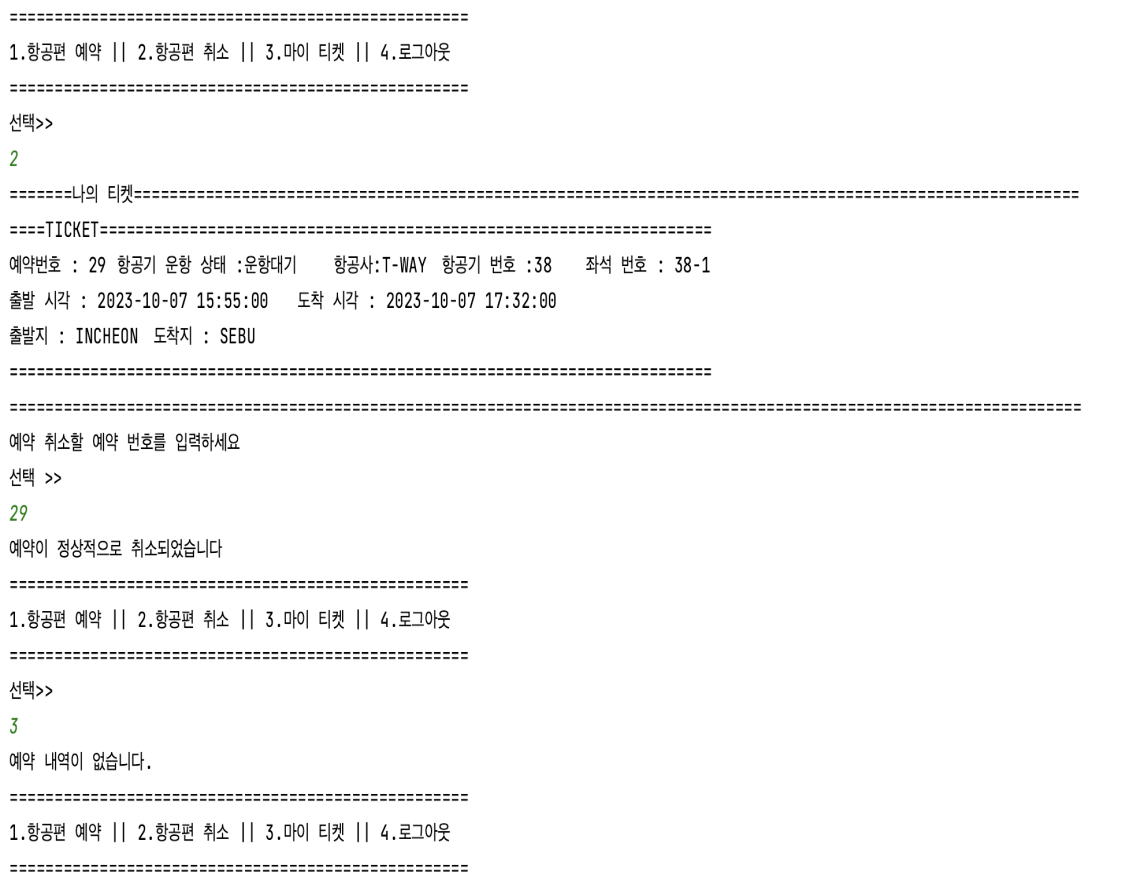 ===================================================
1.항공편 예약 || 2.항공편 취소 || 3.마이 티켓 || 4.로그아웃
===================================================
선택>>
2
=======나의 티켓=========================================================================================================
====TICKET====================================================================
예약번호 : 29 항공기 운항 상태 :운항대기    항공사:T-WAY  항공기 번호 :38    좌석 번호 : 38-1
출발 시각 : 2023-10-07 15:55:00   도착 시각 : 2023-10-07 17:32:00
출발지 : INCHEON  도착지 : SEBU
==============================================================================
=======================================================================================================================
예약 취소할 예약 번호를 입력하세요
선택 >>
29
예약이 정상적으로 취소되었습니다
===================================================
1.항공편 예약 || 2.항공편 취소 || 3.마이 티켓 || 4.로그아웃
===================================================
선택>>
3
예약 내역이 없습니다.
===================================================
1.항공편 예약 || 2.항공편 취소 || 3.마이 티켓 || 4.로그아웃
===================================================